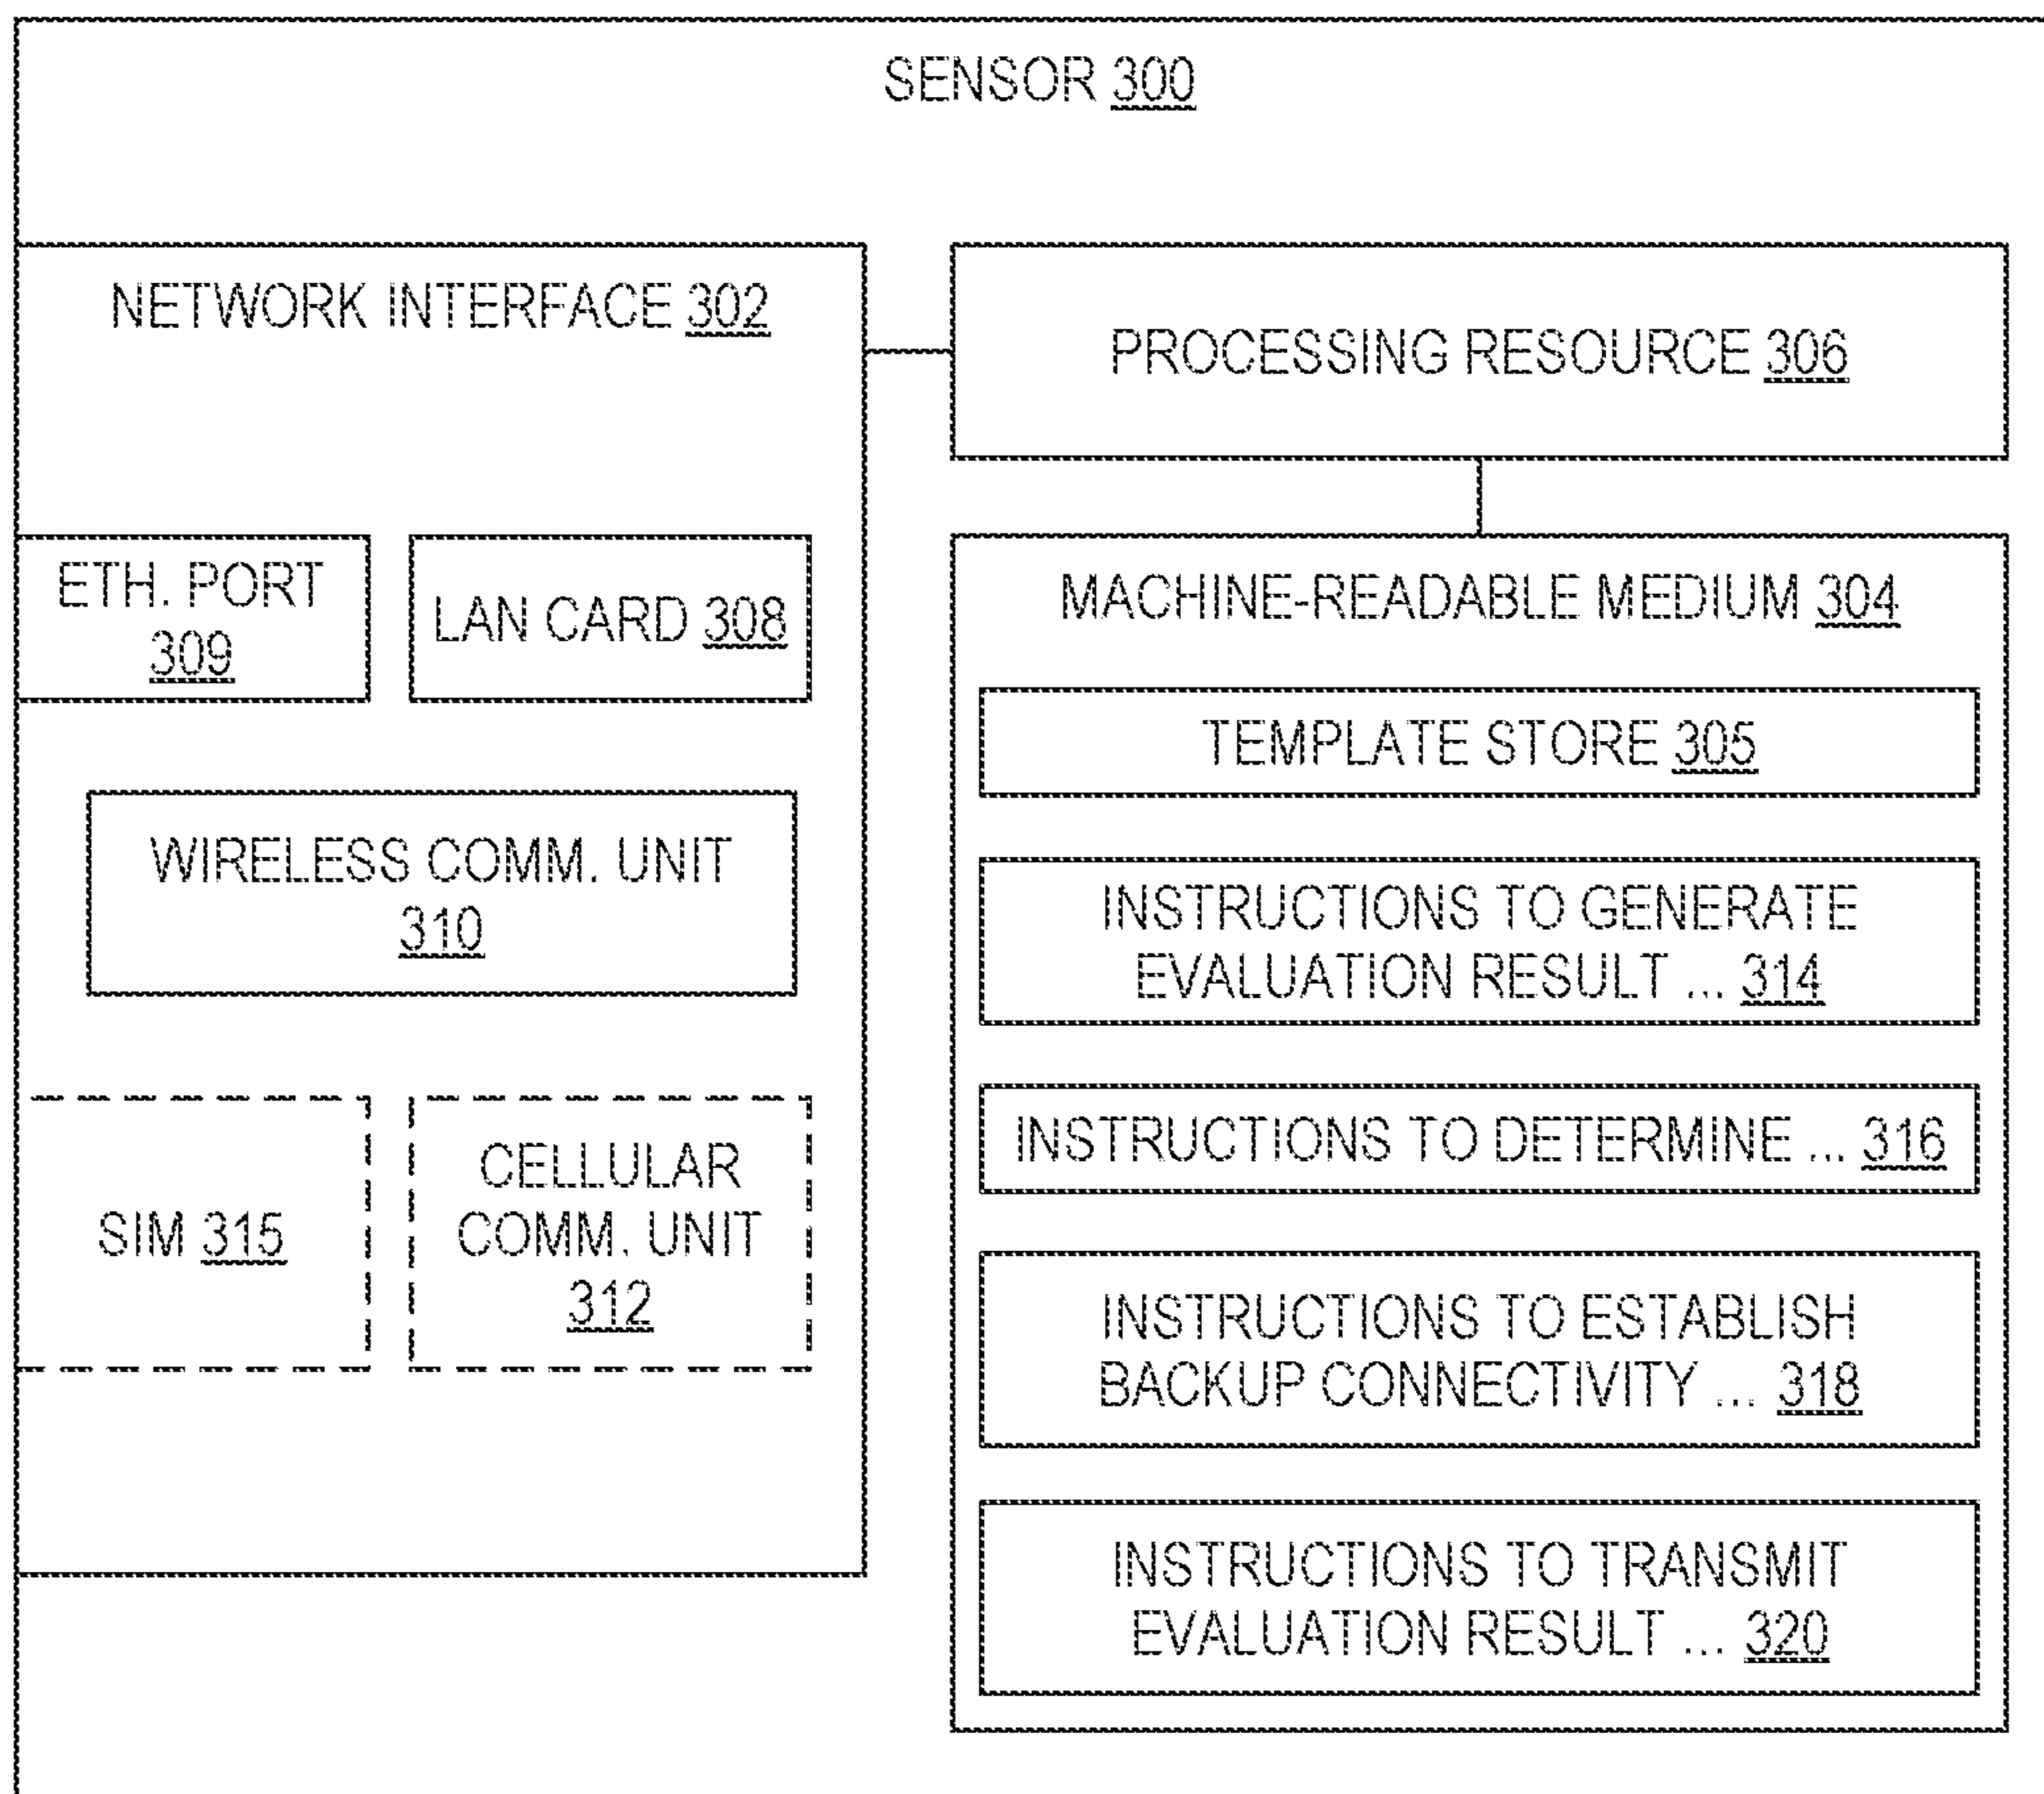 SENSOR 300
NETWORK INTERFACE 302
ETH. PORT
309
LAN CARD 308
WIRELESS COMM. UNIT
310
SIM 315
CELLULAR
COMM. UNIT
312
PROCESSING RESOURCE 306
MACHINE-READABLE MEDIUM 304
TEMPLATE STORE 305
INSTRUCTIONS TO GENERATE
EVALUATION RESULT ... 314
INSTRUCTIONS TO DETERMINE ... 316
INSTRUCTIONS TO ESTABLISH
BACKUP CONNECTIVITY ... 318
INSTRUCTIONS TO TRANSMIT
EVALUATION RESULT ... 320